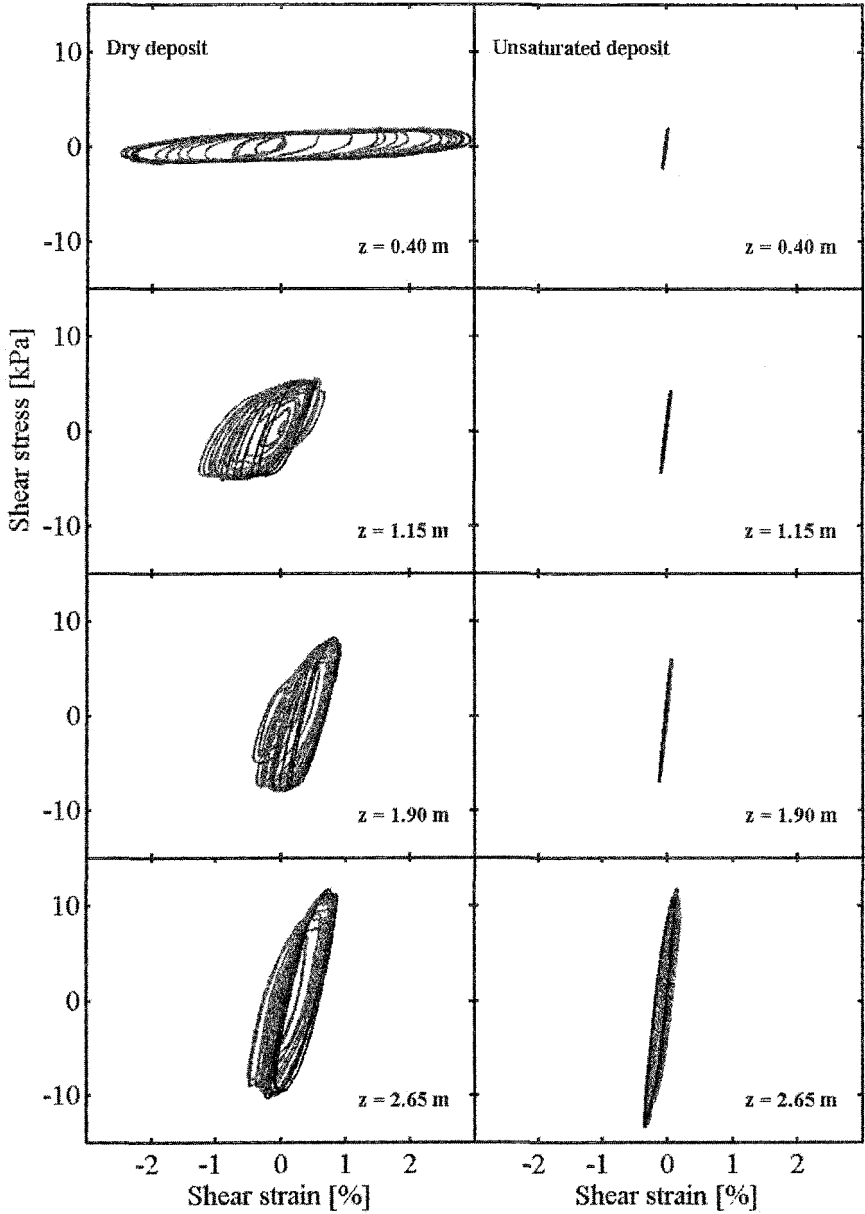 Dry deposit
Unsaturated deposit
10
0
-10
z = 0.40 m
z = 0.40 m
10
0
-10
z = 1.15 m
z = 1.15 m
Shear stress [kPa]
10
0
-10
z = 1.90 m
z = 1.90 m
10
0
-10
z = 2.65 m
z = 2.65 m
-2 -1 0 1 2
-2 -1 0 1 2
Shear strain [%]
Shear strain [%]